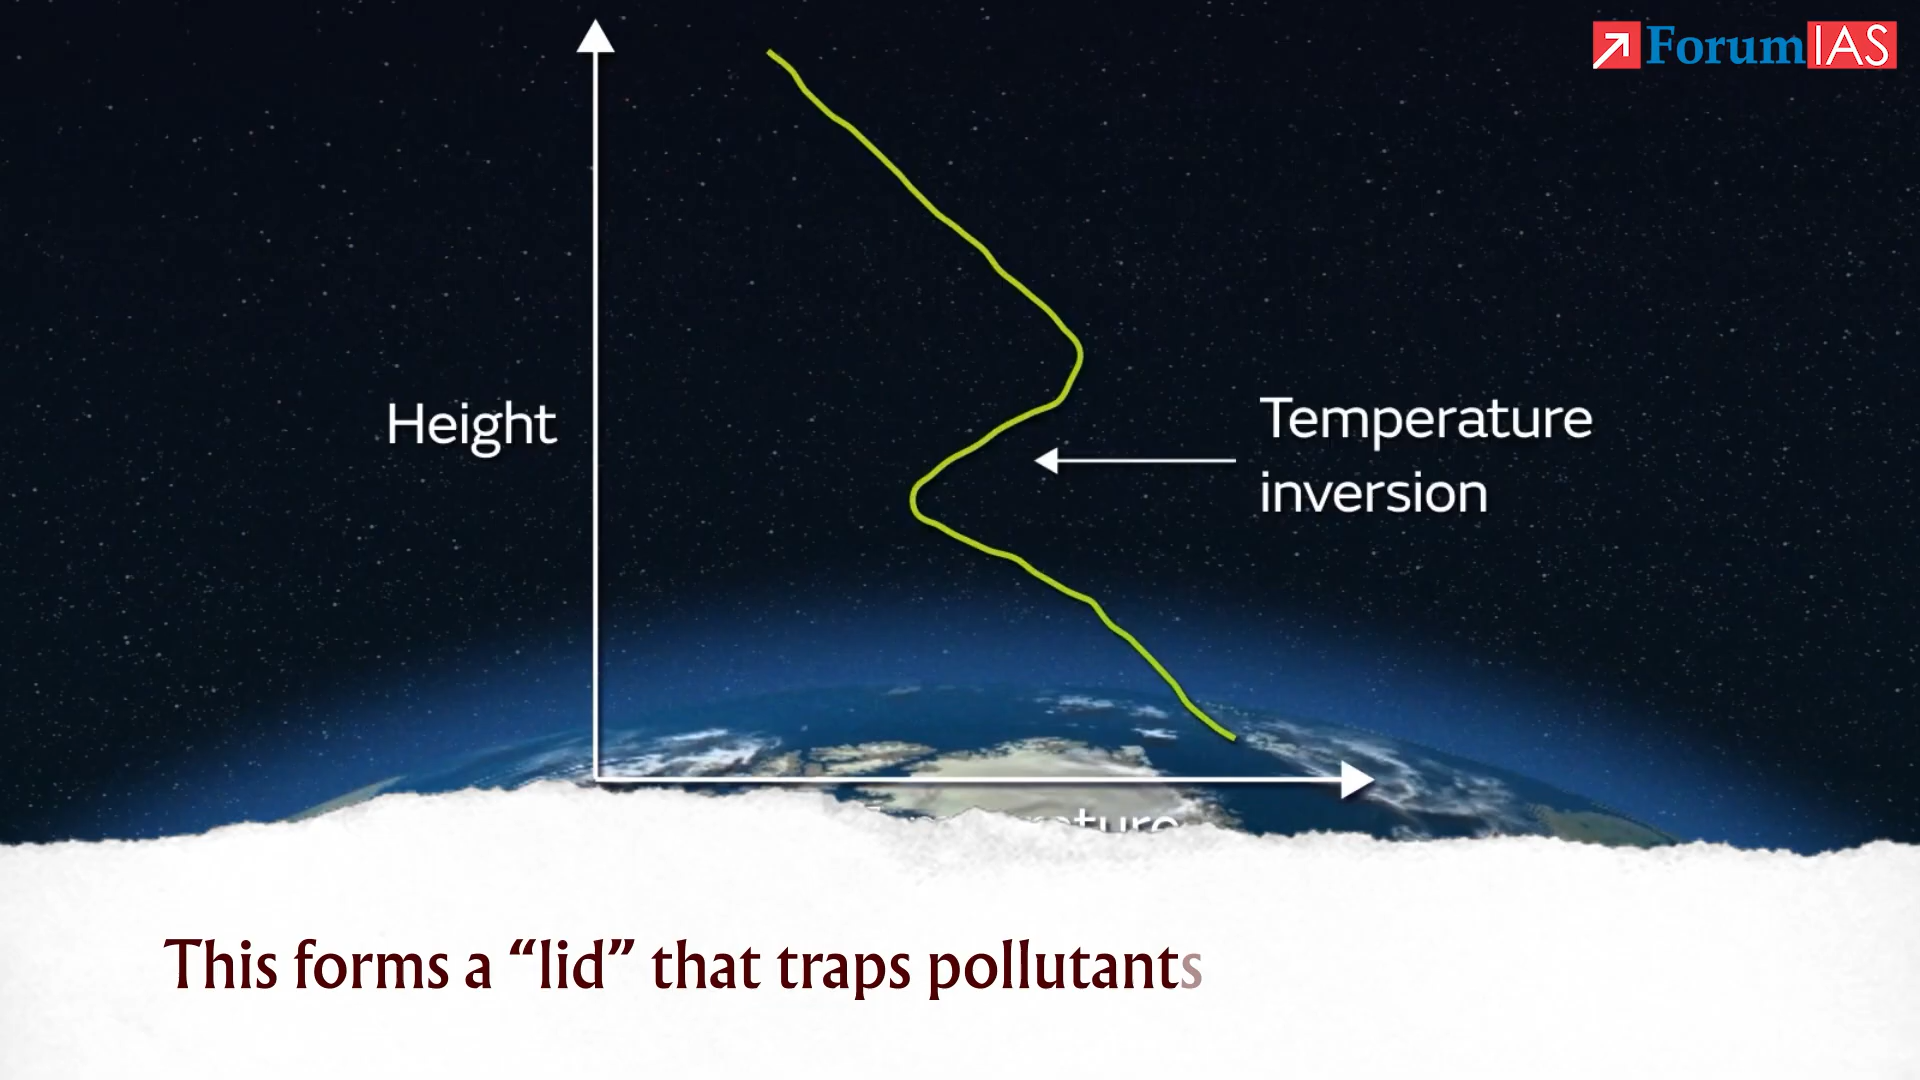 ForumIAS
Height
Temperature
inversion
This forms a “lid” that traps pollutants